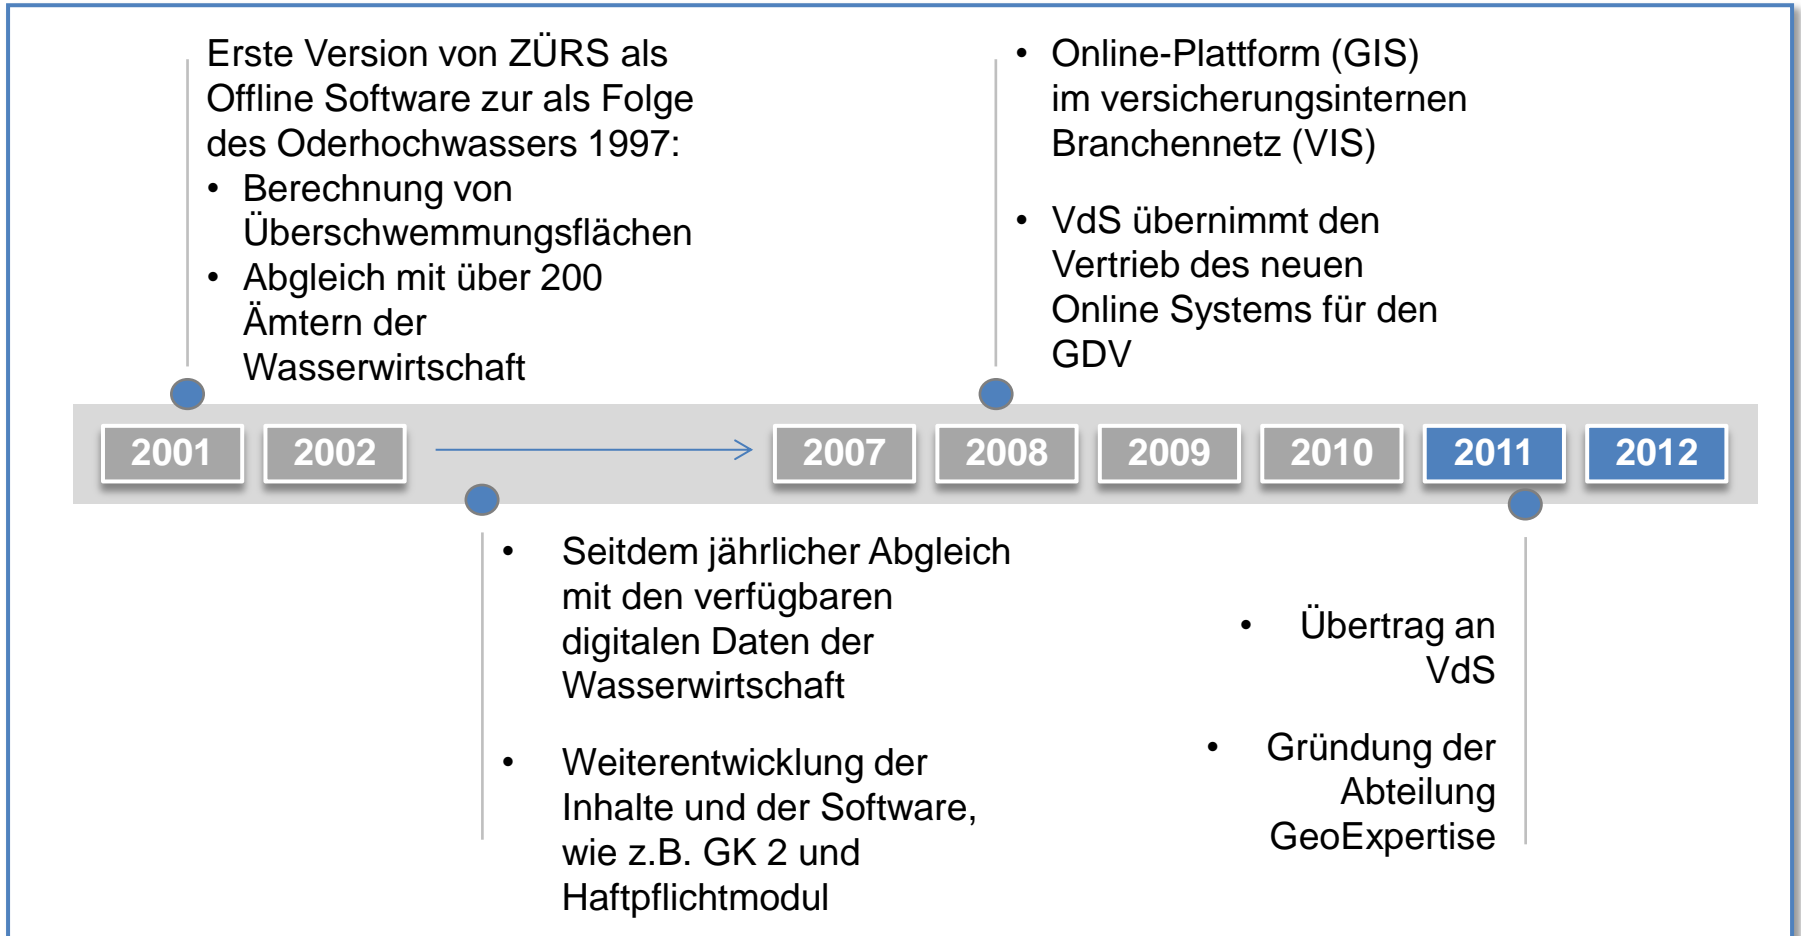 Erste Version von ZÜRS als
Offline Software zur als Folge
des Oderhochwassers 1997:
• Berechnung von
Überschwemmungsflächen
• Abgleich mit über 200
Ämtern der
Wasserwirtschaft
• Online-Plattform (GIS)
im versicherungsinternen
Branchennetz (VIS)
• VdS übernimmt den
Vertrieb des neuen
Online Systems für den
GDV
2001 2002 2007 2008 2009 2010 2011 2012
• Seitdem jährlicher Abgleich
mit den verfügbaren
digitalen Daten der
Wasserwirtschaft
• Weiterentwicklung der
Inhalte und der Software,
wie z.B. GK 2 und
Haftpflichtmodul
• Übertrag an
VdS
• Gründung der
Abteilung
GeoExpertise